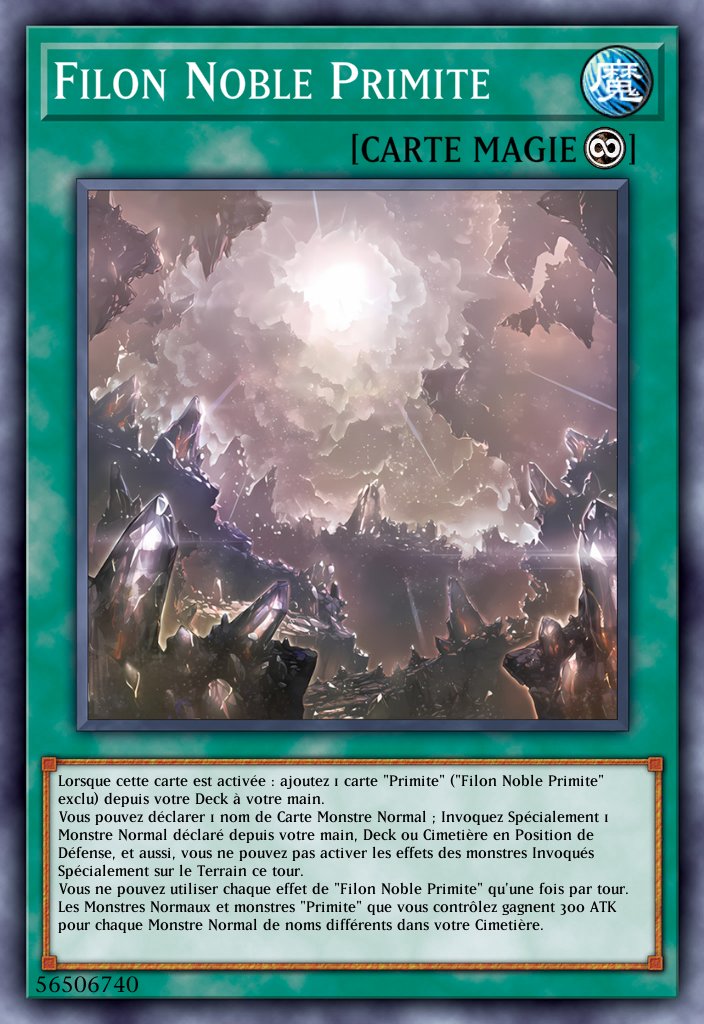 Filon Noble Primite
魔
[CARTE MAGIE ]
Lorsque cette carte est activée : ajoutez 1 carte "Primite" ("Filon Noble Primite"
exclu) depuis votre Deck à votre main.
Vous pouvez déclarer 1 nom de Carte Monstre Normal ; Invoquez Spécialement 1
Monstre Normal déclaré depuis votre main, Deck ou Cimetière en Position de
Défense, et aussi, vous ne pouvez pas activer les effets des monstres Invoqués
Spécialement sur le Terrain ce tour.
Vous ne pouvez utiliser chaque effet de "Filon Noble Primite" qu'une fois par tour.
Les Monstres Normaux et monstres "Primite" que vous contrôlez gagnent 300 ATK
pour chaque Monstre Normal de noms différents dans votre Cimetière.
56506740